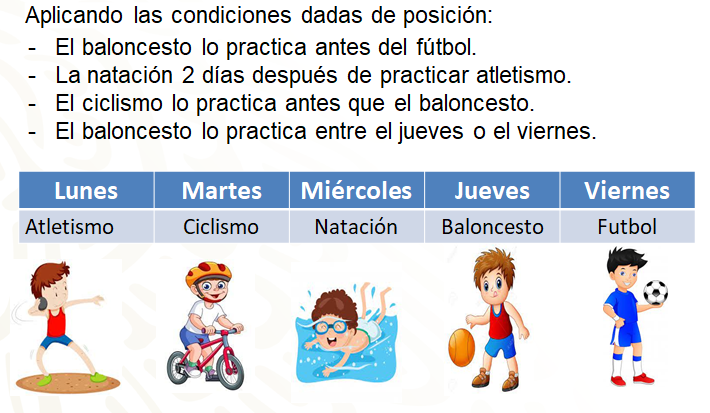 Aplicando las condiciones dadas de posición:
- El baloncesto lo practica antes del fútbol.
- La natación 2 días después de practicar atletismo.
- El ciclismo lo practica antes que el baloncesto.
- El baloncesto lo practica entre el jueves o el viernes.
Lunes Martes Miércoles Jueves Viernes
Atletismo Ciclismo Natación Baloncesto Futbol